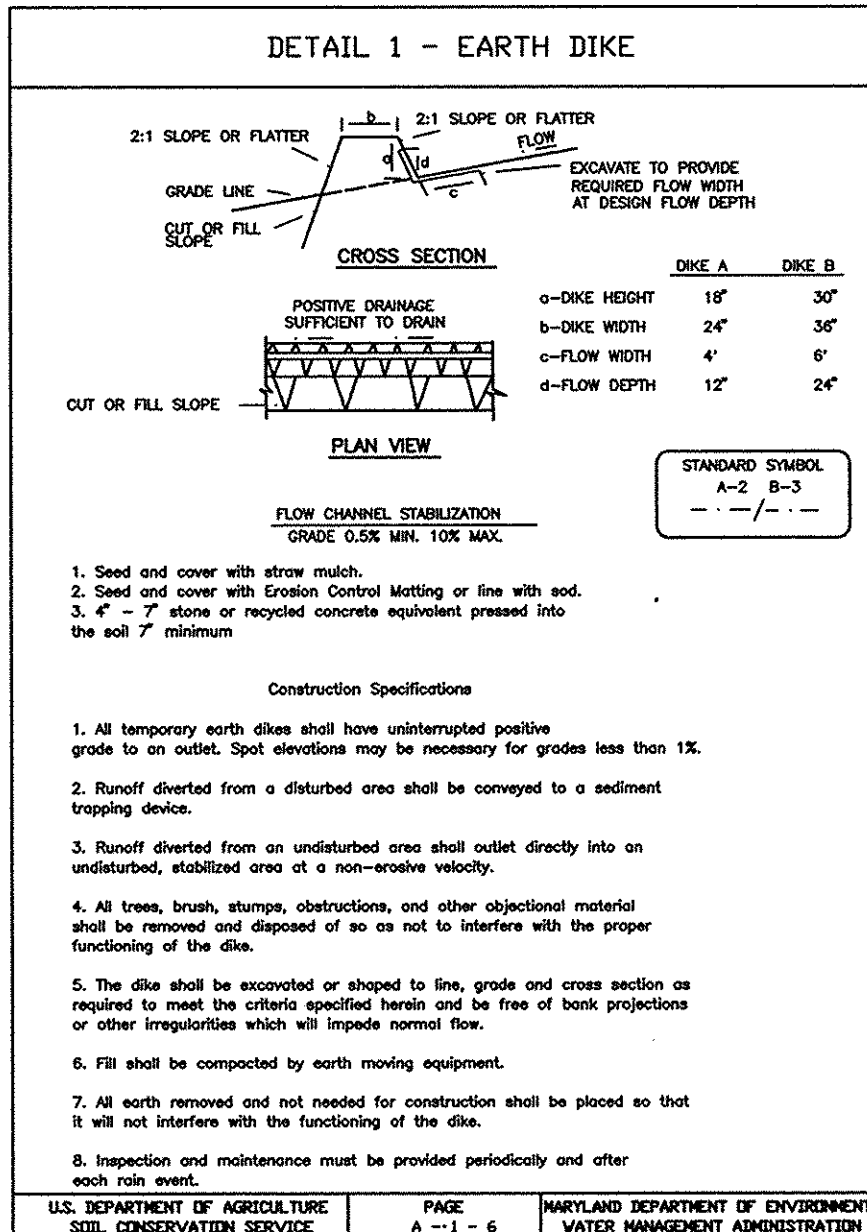 DETAIL 1 - EARTH DIKE
b
2:1 SLOPE OR FLATTER
2:1 SLOPE OR FLATTER
FLOW
a
d
c
GRADE LINE
EXCAVATE TO PROVIDE
REQUIRED FLOW WIDTH
AT DESIGN FLOW DEPTH
CUT OR FILL
SLOPE
CROSS SECTION
DIKE A DIKE B
a-DIKE HEIGHT 18" 30"
b-DIKE WIDTH 24" 36"
c-FLOW WIDTH 4' 6'
d-FLOW DEPTH 12" 24"
POSITIVE DRAINAGE
SUFFICIENT TO DRAIN
CUT OR FILL SLOPE
PLAN VIEW
STANDARD SYMBOL
A-2 B-3
FLOW CHANNEL STABILIZATION
GRADE 0.5% MIN. 10% MAX.
1. Seed and cover with straw mulch.
2. Seed and cover with Erosion Control Matting or line with sod.
3. 4" - 7" stone or recycled concrete equivalent pressed into
the soil 7" minimum
Construction Specifications
1. All temporary earth dikes shall have uninterrupted positive
grade to an outlet. Spot elevations may be necessary for grades less than 1%.
2. Runoff diverted from a disturbed area shall be conveyed to a sediment
trapping device.
3. Runoff diverted from an undisturbed area shall outlet directly into an
undisturbed, stabilized area at a non-erosive velocity.
4. All trees, brush, stumps, obstructions, and other objectional material
shall be removed and disposed of so as not to interfere with the proper
functioning of the dike.
5. The dike shall be excavated or shaped to line, grade and cross section as
required to meet the criteria specified herein and be free of bank projections
or other irregularities which will impede normal flow.
6. Fill shall be compacted by earth moving equipment.
7. All earth removed and not needed for construction shall be placed so that
it will not interfere with the functioning of the dike.
8. Inspection and maintenance must be provided periodically and after
each rain event.
U.S. DEPARTMENT OF AGRICULTURE
SOIL CONSERVATION SERVICE
PAGE
A - 1 - 6
MARYLAND DEPARTMENT OF ENVIRONMENT
WATER MANAGEMENT ADMINISTRATION